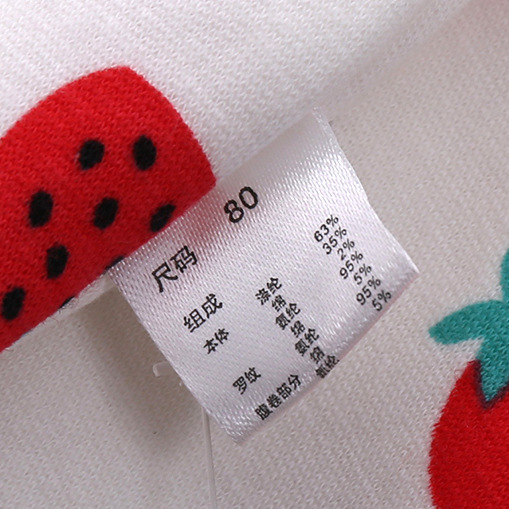 尺码 80
组成
本体 涤纶 63%
棉 35%
氨纶 2%
罗纹 棉 95%
氨纶 5%
腹卷部分 棉 95%
氨纶 5%